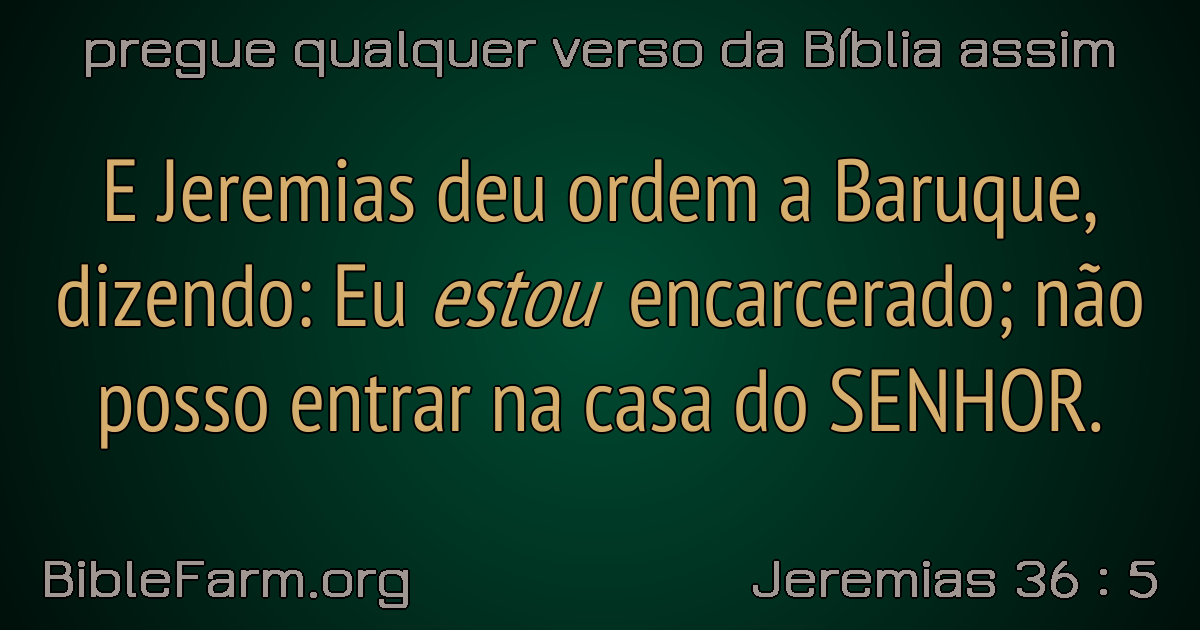 pregue qualquer verso da Bíblia assim
E Jeremias deu ordem a Baruque,
dizendo: Eu estou encarcerado; não
posso entrar na casa do SENHOR.
BibleFarm.org
Jeremias 36 : 5